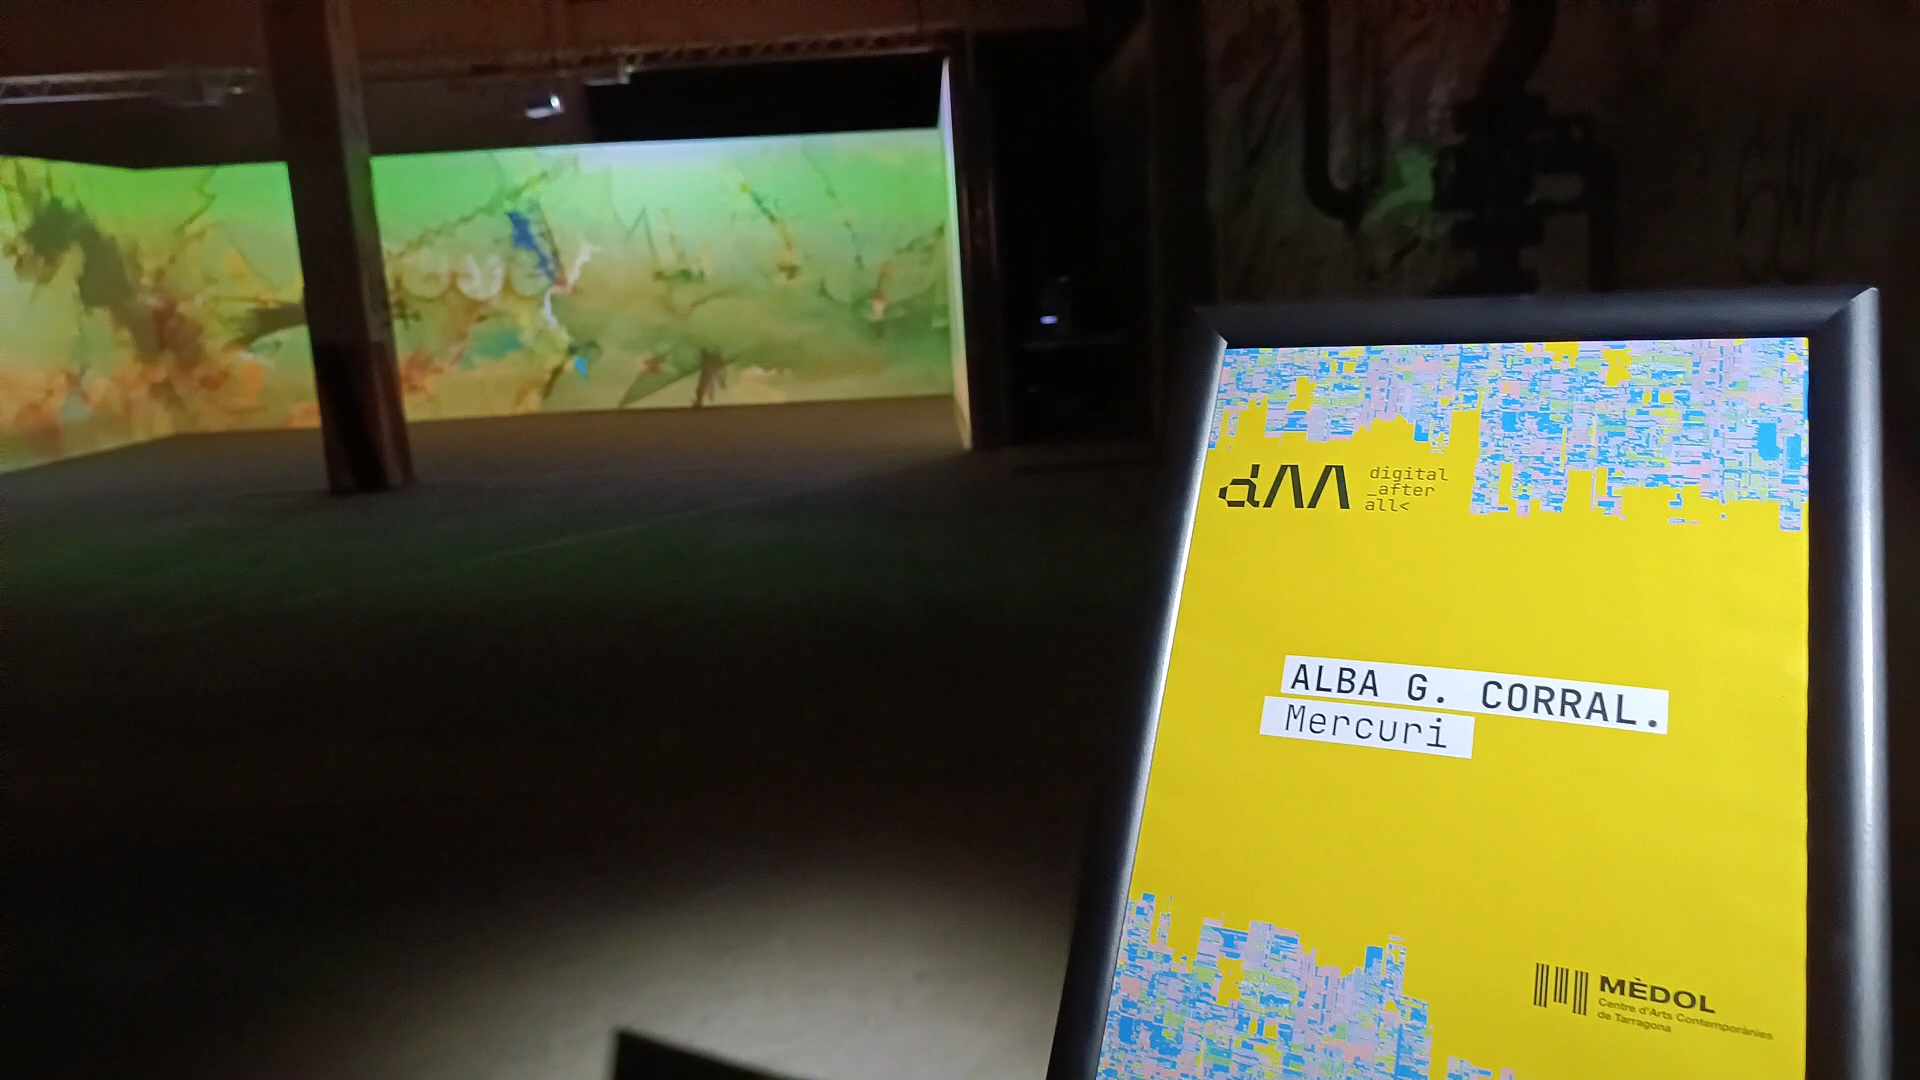 dAA
digital
_after
all<
ALBA G. CORRAL.
Mercuri
MÈDOL
Centre d'Arts Contemporànies
de Tarragona